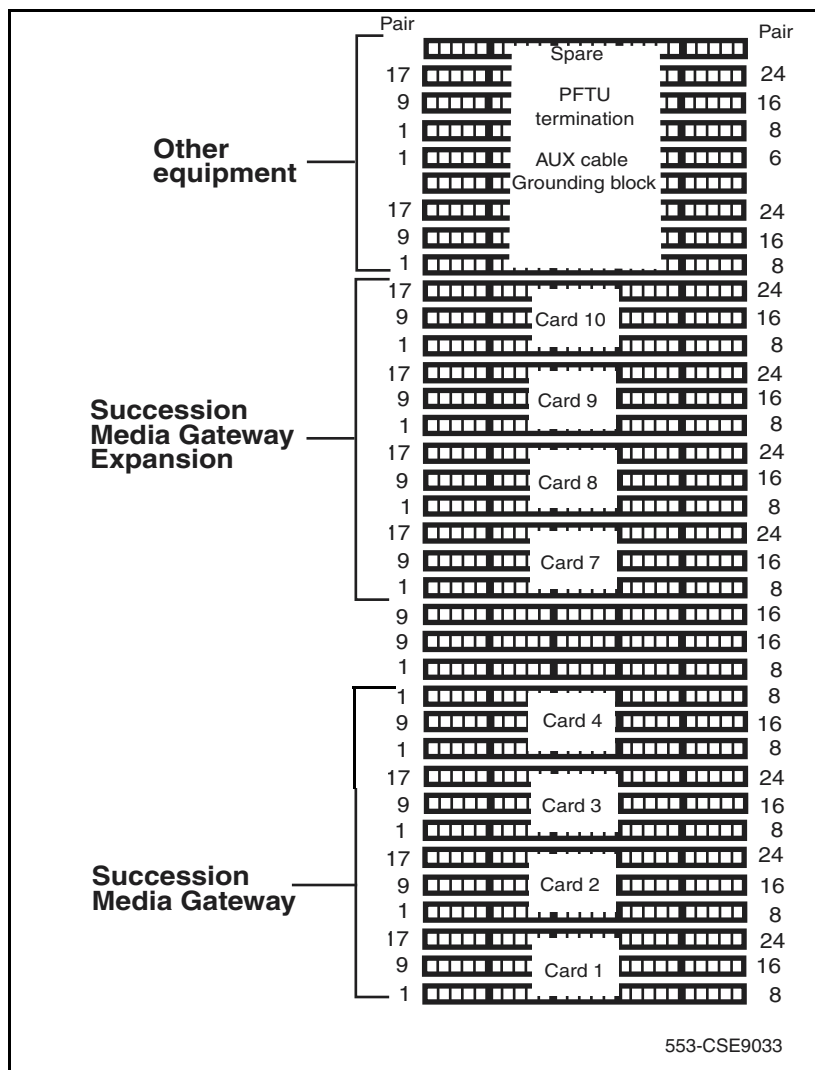 Pair Pair
Spare
17 24
PFTU
9 16
termination
1 8
Other
equipment
1 6
AUX cable
Grounding block
17 24
9 16
1 8
17 24
9 Card 10 16
1 8
17 24
9 Card 9 16
1 8
Succession
Media Gateway
Expansion
17 24
9 Card 8 16
1 8
17 24
9 Card 7 16
1 8
9 16
9 16
1 8
1 8
9 Card 4 16
1 8
17 24
9 Card 3 16
1 8
17 24
9 Card 2 16
1 8
Succession
Media Gateway
17 24
9 Card 1 16
1 8
553-CSE9033